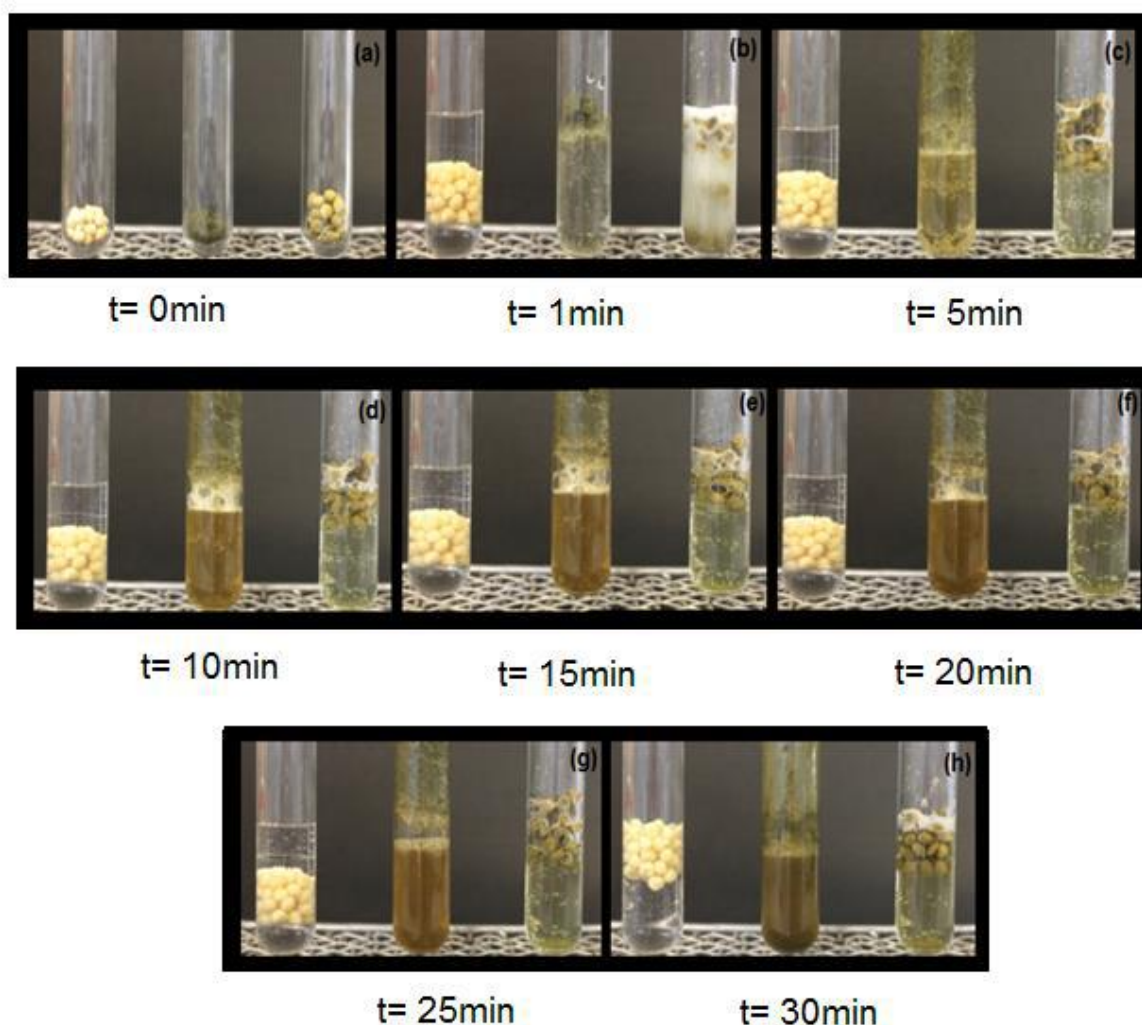 (a) (b) (c)
t= 0min t= 1min t= 5min
(d) (e) (f)
t= 10min t= 15min t= 20min
(g) (h)
t= 25min t= 30min